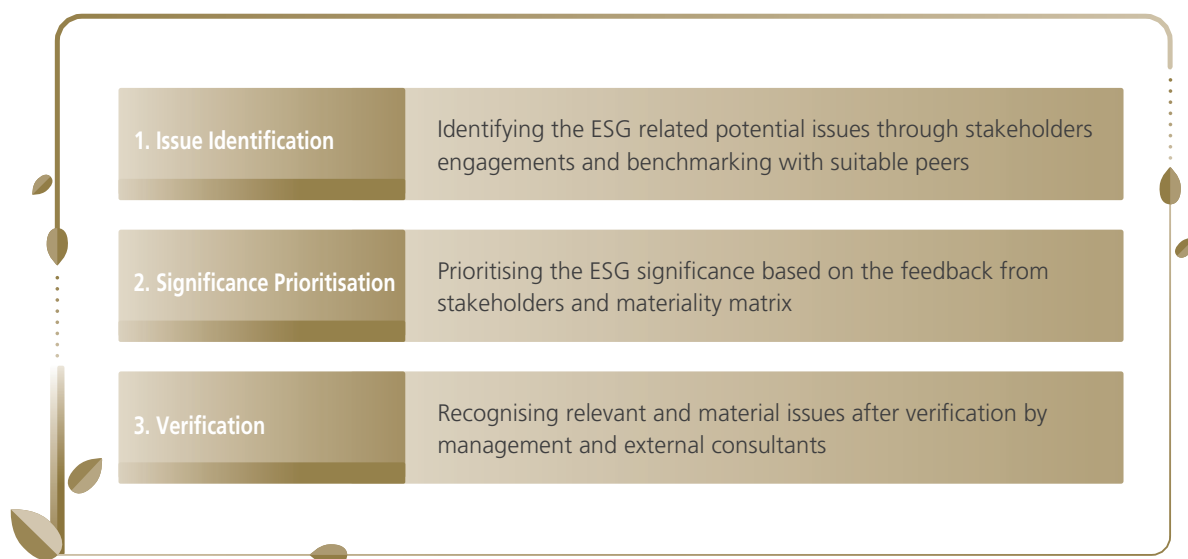 1. Issue Identification
Identifying the ESG related potential issues through stakeholders
engagements and benchmarking with suitable peers
2. Significance Prioritisation
Prioritising the ESG significance based on the feedback from
stakeholders and materiality matrix
3. Verification
Recognising relevant and material issues after verification by
management and external consultants